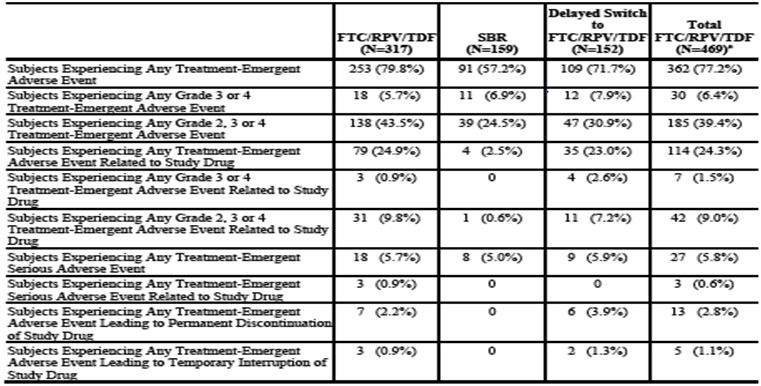 FTC/RPV/TDF (N=317) SBR (N=159) Delayed Switch to FTC/RPV/TDF (N=152) Total FTC/RPV/TDF (N=469)ª
Subjects Experiencing Any Treatment-Emergent
Adverse Event 253 (79.8%) 91 (57.2%) 109 (71.7%) 362 (77.2%)
Subjects Experiencing Any Grade 3 or 4
Treatment-Emergent Adverse Event 18 (5.7%) 11 (6.9%) 12 (7.9%) 30 (6.4%)
Subjects Experiencing Any Grade 2, 3 or 4
Treatment-Emergent Adverse Event 138 (43.5%) 39 (24.5%) 47 (30.9%) 185 (39.4%)
Subjects Experiencing Any Treatment-Emergent
Adverse Event Related to Study Drug 79 (24.9%) 4 (2.5%) 35 (23.0%) 114 (24.3%)
Subjects Experiencing Any Grade 3 or 4
Treatment-Emergent Adverse Event Related to Study
Drug 3 (0.9%) 0 4 (2.6%) 7 (1.5%)
Subjects Experiencing Any Grade 2, 3 or 4
Treatment-Emergent Adverse Event Related to Study
Drug 31 (9.8%) 1 (0.6%) 11 (7.2%) 42 (9.0%)
Subjects Experiencing Any Treatment-Emergent
Serious Adverse Event 18 (5.7%) 8 (5.0%) 9 (5.9%) 27 (5.8%)
Subjects Experiencing Any Treatment-Emergent
Serious Adverse Event Related to Study Drug 3 (0.9%) 0 0 3 (0.6%)
Subjects Experiencing Any Treatment-Emergent
Adverse Event Leading to Permanent Discontinuation
of Study Drug 7 (2.2%) 0 6 (3.9%) 13 (2.8%)
Subjects Experiencing Any Treatment-Emergent
Adverse Event Leading to Temporary Interruption of
Study Drug 3 (0.9%) 0 2 (1.3%) 5 (1.1%)